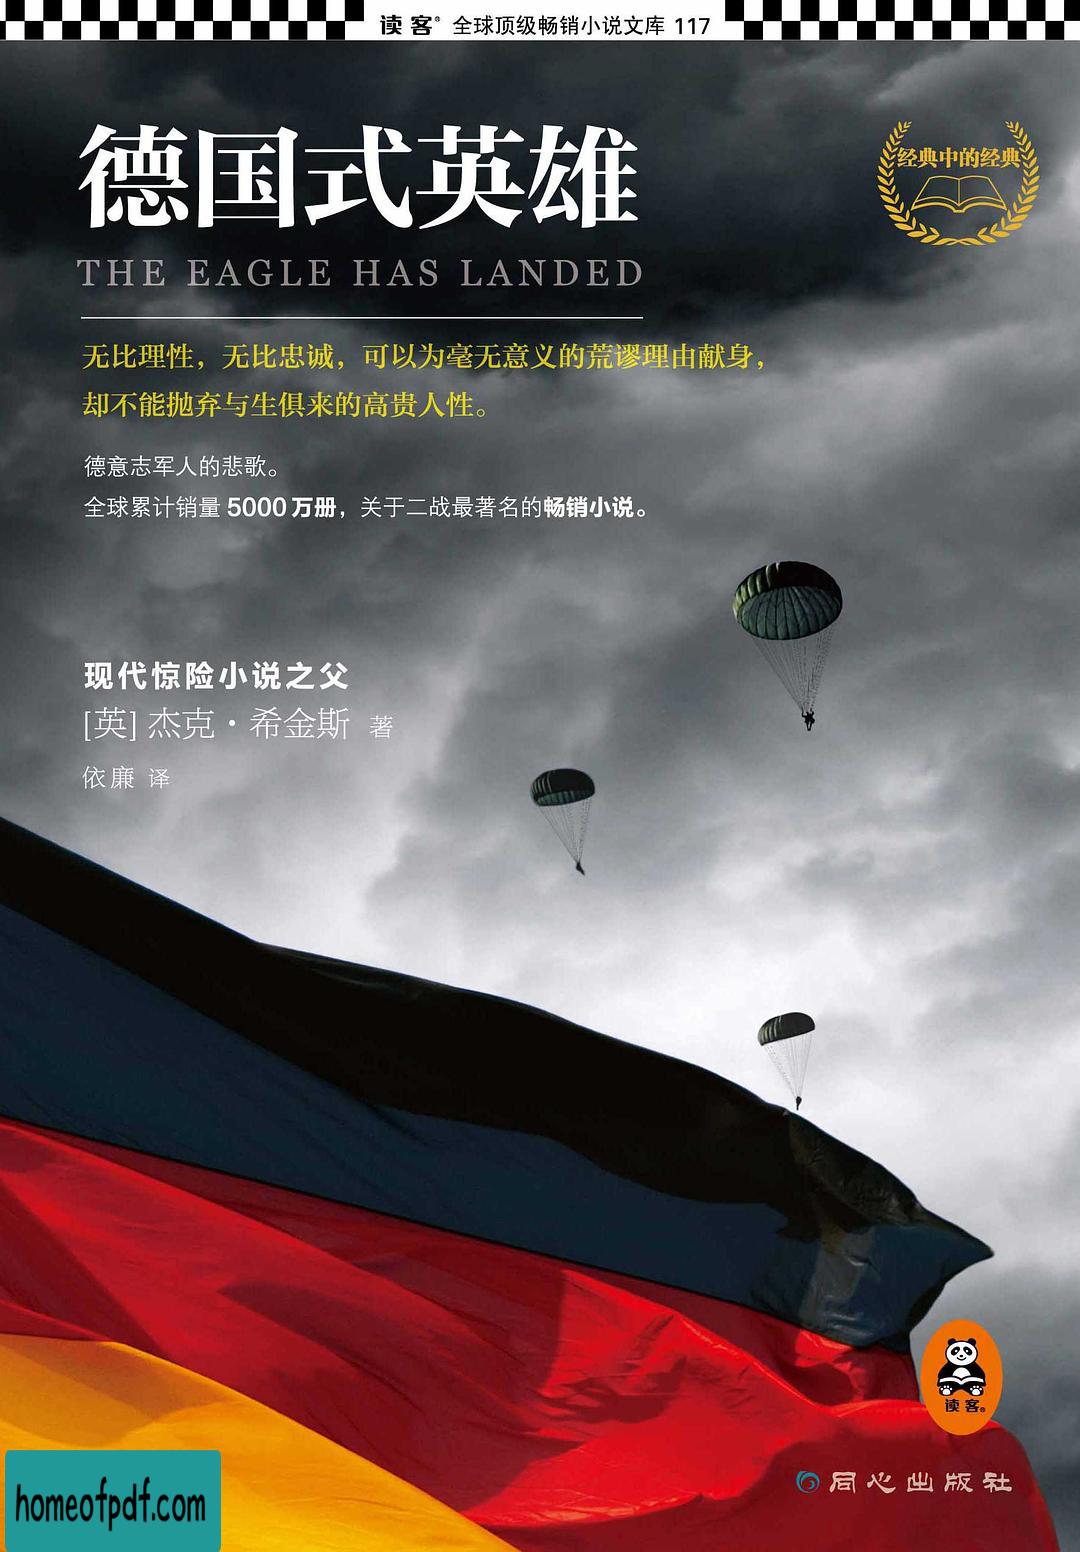 读客® 全球顶级畅销小说文库 117
德国式英雄
经典中的经典
THE EAGLE HAS LANDED
无比理性，无比忠诚，可以为毫无意义的荒谬理由献身，
却不能抛弃与生俱来的高贵人性。
德意志军人的悲歌。
全球累计销量 5000 万册，关于二战最著名的畅销小说。
现代惊险小说之父
[英] 杰克·希金斯 著
依廉 译
读客®
同心出版社
homeofpdf.com